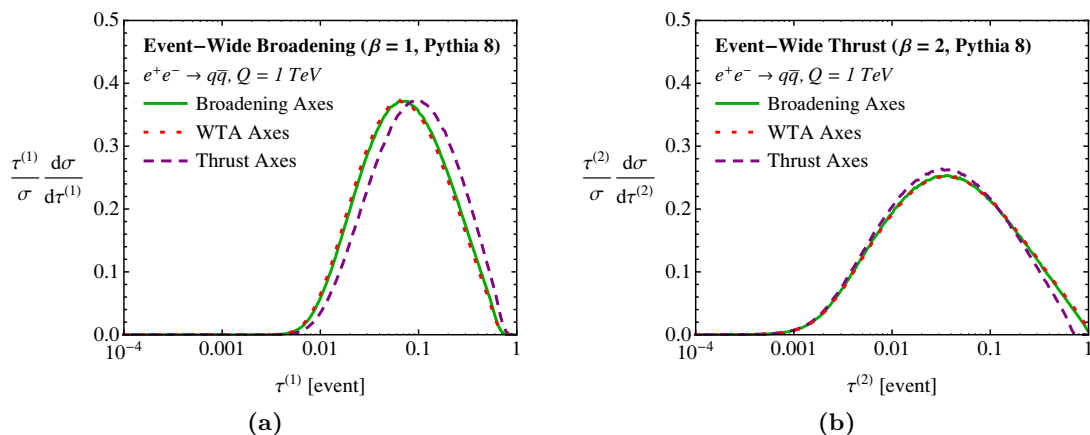 0.5
0.4
0.3
0.2
0.1
0.0
Event−Wide Broadening (β = 1, Pythia 8)
e⁺e⁻ → qq̅, Q = 1 TeV
Broadening Axes
WTA Axes
Thrust Axes
τ⁽¹⁾ dσ
σ dτ⁽¹⁾
10⁻⁴ 0.001 0.01 0.1 1
τ⁽¹⁾ [event]
(a)
0.5
0.4
0.3
0.2
0.1
0.0
Event−Wide Thrust (β = 2, Pythia 8)
e⁺e⁻ → qq̅, Q = 1 TeV
Broadening Axes
WTA Axes
Thrust Axes
τ⁽²⁾ dσ
σ dτ⁽²⁾
10⁻⁴ 0.001 0.01 0.1 1
τ⁽²⁾ [event]
(b)